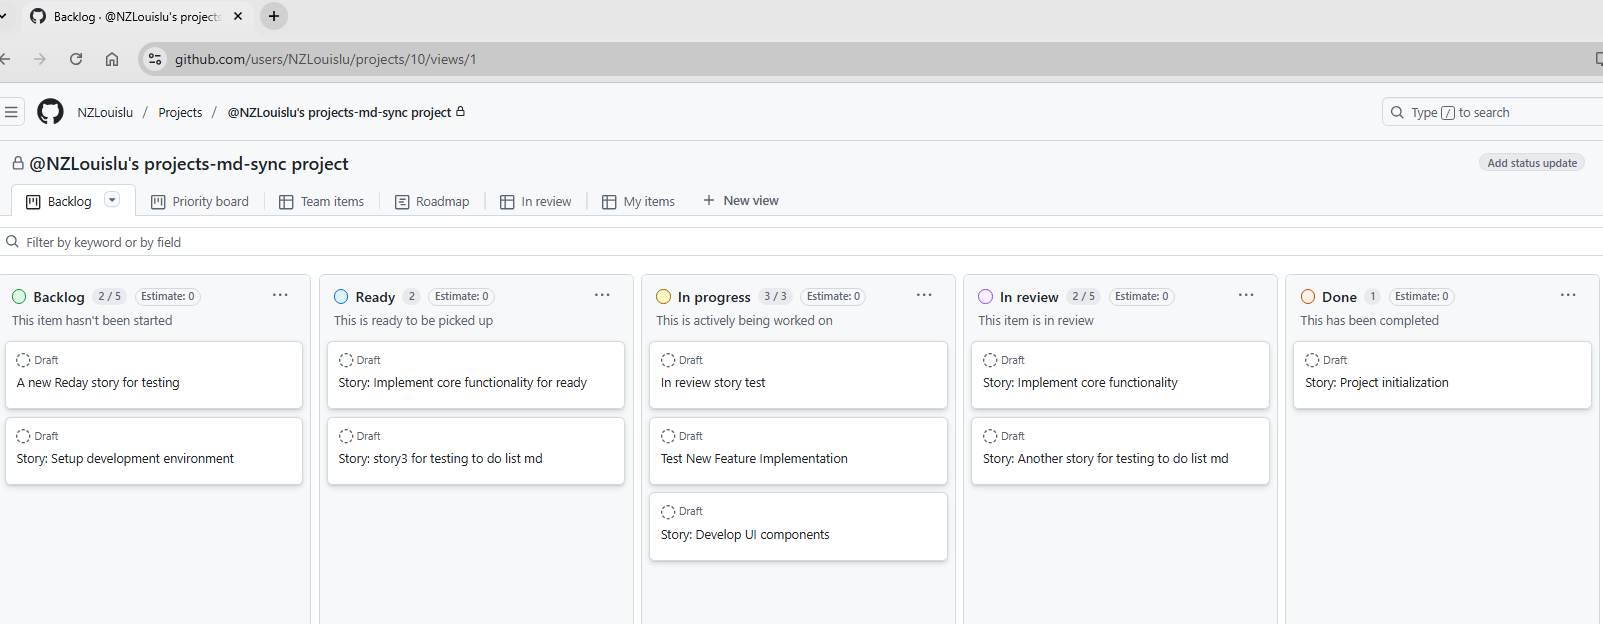 Backlog · @NZLouislu's projects
github.com/users/NZLouislu/projects/10/views/1
NZLouislu / Projects / @NZLouislu's projects-md-sync project
Type / to search
@NZLouislu's projects-md-sync project
Add status update
Backlog
Priority board
Team items
Roadmap
In review
My items
+ New view
Filter by keyword or by field
Backlog 2 / 5 Estimate: 0
This item hasn't been started
Draft
A new Reday story for testing
Draft
Story: Setup development environment
Ready 2 Estimate: 0
This is ready to be picked up
Draft
Story: Implement core functionality for ready
Draft
Story: story3 for testing to do list md
In progress 3 / 3 Estimate: 0
This is actively being worked on
Draft
In review story test
Draft
Test New Feature Implementation
Draft
Story: Develop UI components
In review 2 / 5 Estimate: 0
This item is in review
Draft
Story: Implement core functionality
Draft
Story: Another story for testing to do list md
Done 1 Estimate: 0
This has been completed
Draft
Story: Project initialization